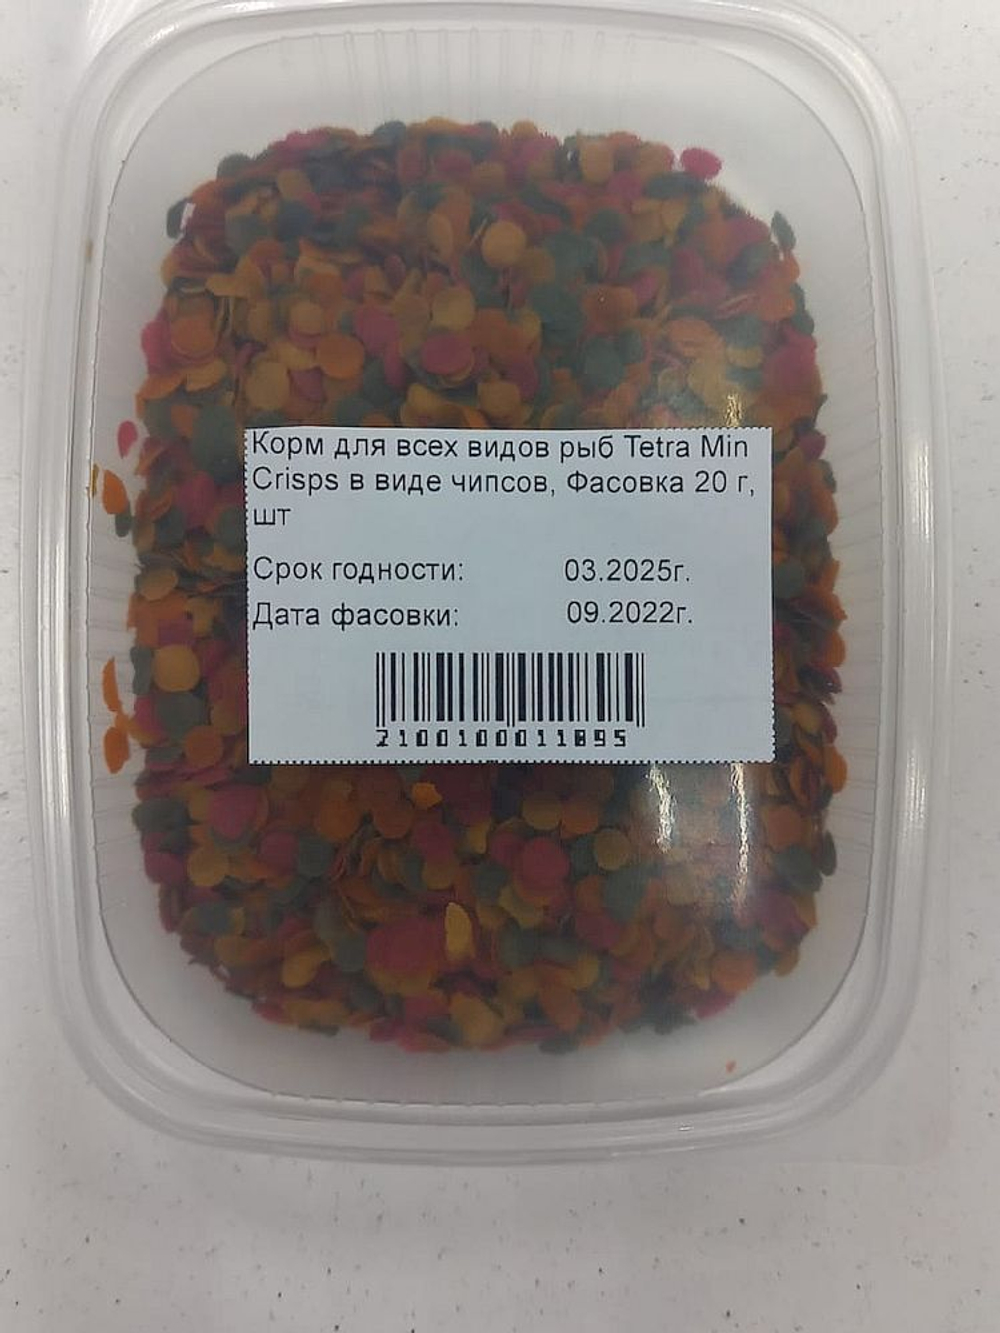 Корм для всех видов рыб Tetra Min
Crisps в виде чипсов, Фасовка 20 г,
шт
Срок годности: 03.2025г.
Дата фасовки: 09.2022г.
2100100011895